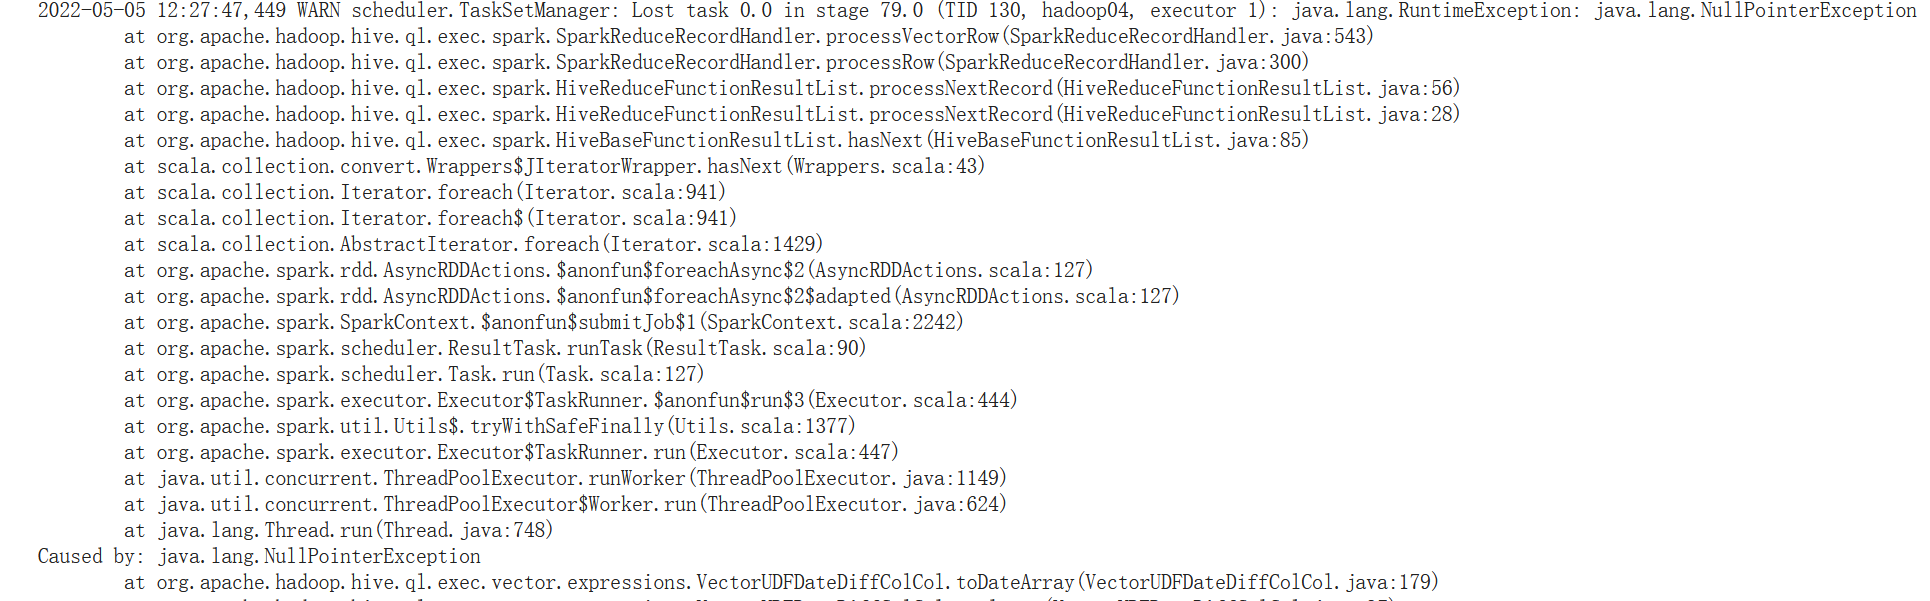 2022-05-05 12:27:47,449 WARN scheduler.TaskSetManager: Lost task 0.0 in stage 79.0 (TID 130, hadoop04, executor 1): java.lang.RuntimeException: java.lang.NullPointerException
at org.apache.hadoop.hive.ql.exec.spark.SparkReduceRecordHandler.processVectorRow(SparkReduceRecordHandler.java:543)
at org.apache.hadoop.hive.ql.exec.spark.SparkReduceRecordHandler.processRow(SparkReduceRecordHandler.java:300)
at org.apache.hadoop.hive.ql.exec.spark.HiveReduceFunctionResultList.processNextRecord(HiveReduceFunctionResultList.java:56)
at org.apache.hadoop.hive.ql.exec.spark.HiveReduceFunctionResultList.processNextRecord(HiveReduceFunctionResultList.java:28)
at org.apache.hadoop.hive.ql.exec.spark.HiveBaseFunctionResultList.hasNext(HiveBaseFunctionResultList.java:85)
at scala.collection.convert.Wrappers$JIteratorWrapper.hasNext(Wrappers.scala:43)
at scala.collection.Iterator.foreach(Iterator.scala:941)
at scala.collection.Iterator.foreach$(Iterator.scala:941)
at scala.collection.AbstractIterator.foreach(Iterator.scala:1429)
at org.apache.spark.rdd.AsyncRDDActions.$anonfun$foreachAsync$2(AsyncRDDActions.scala:127)
at org.apache.spark.rdd.AsyncRDDActions.$anonfun$foreachAsync$2$adapted(AsyncRDDActions.scala:127)
at org.apache.spark.SparkContext.$anonfun$submitJob$1(SparkContext.scala:2242)
at org.apache.spark.scheduler.ResultTask.runTask(ResultTask.scala:90)
at org.apache.spark.scheduler.Task.run(Task.scala:127)
at org.apache.spark.executor.Executor$TaskRunner.$anonfun$run$3(Executor.scala:444)
at org.apache.spark.util.Utils$.tryWithSafeFinally(Utils.scala:1377)
at org.apache.spark.executor.Executor$TaskRunner.run(Executor.scala:447)
at java.util.concurrent.ThreadPoolExecutor.runWorker(ThreadPoolExecutor.java:1149)
at java.util.concurrent.ThreadPoolExecutor$Worker.run(ThreadPoolExecutor.java:624)
at java.lang.Thread.run(Thread.java:748)
Caused by: java.lang.NullPointerException
at org.apache.hadoop.hive.ql.exec.vector.expressions.VectorUDFDateDiffColCol.toDateArray(VectorUDFDateDiffColCol.java:179)